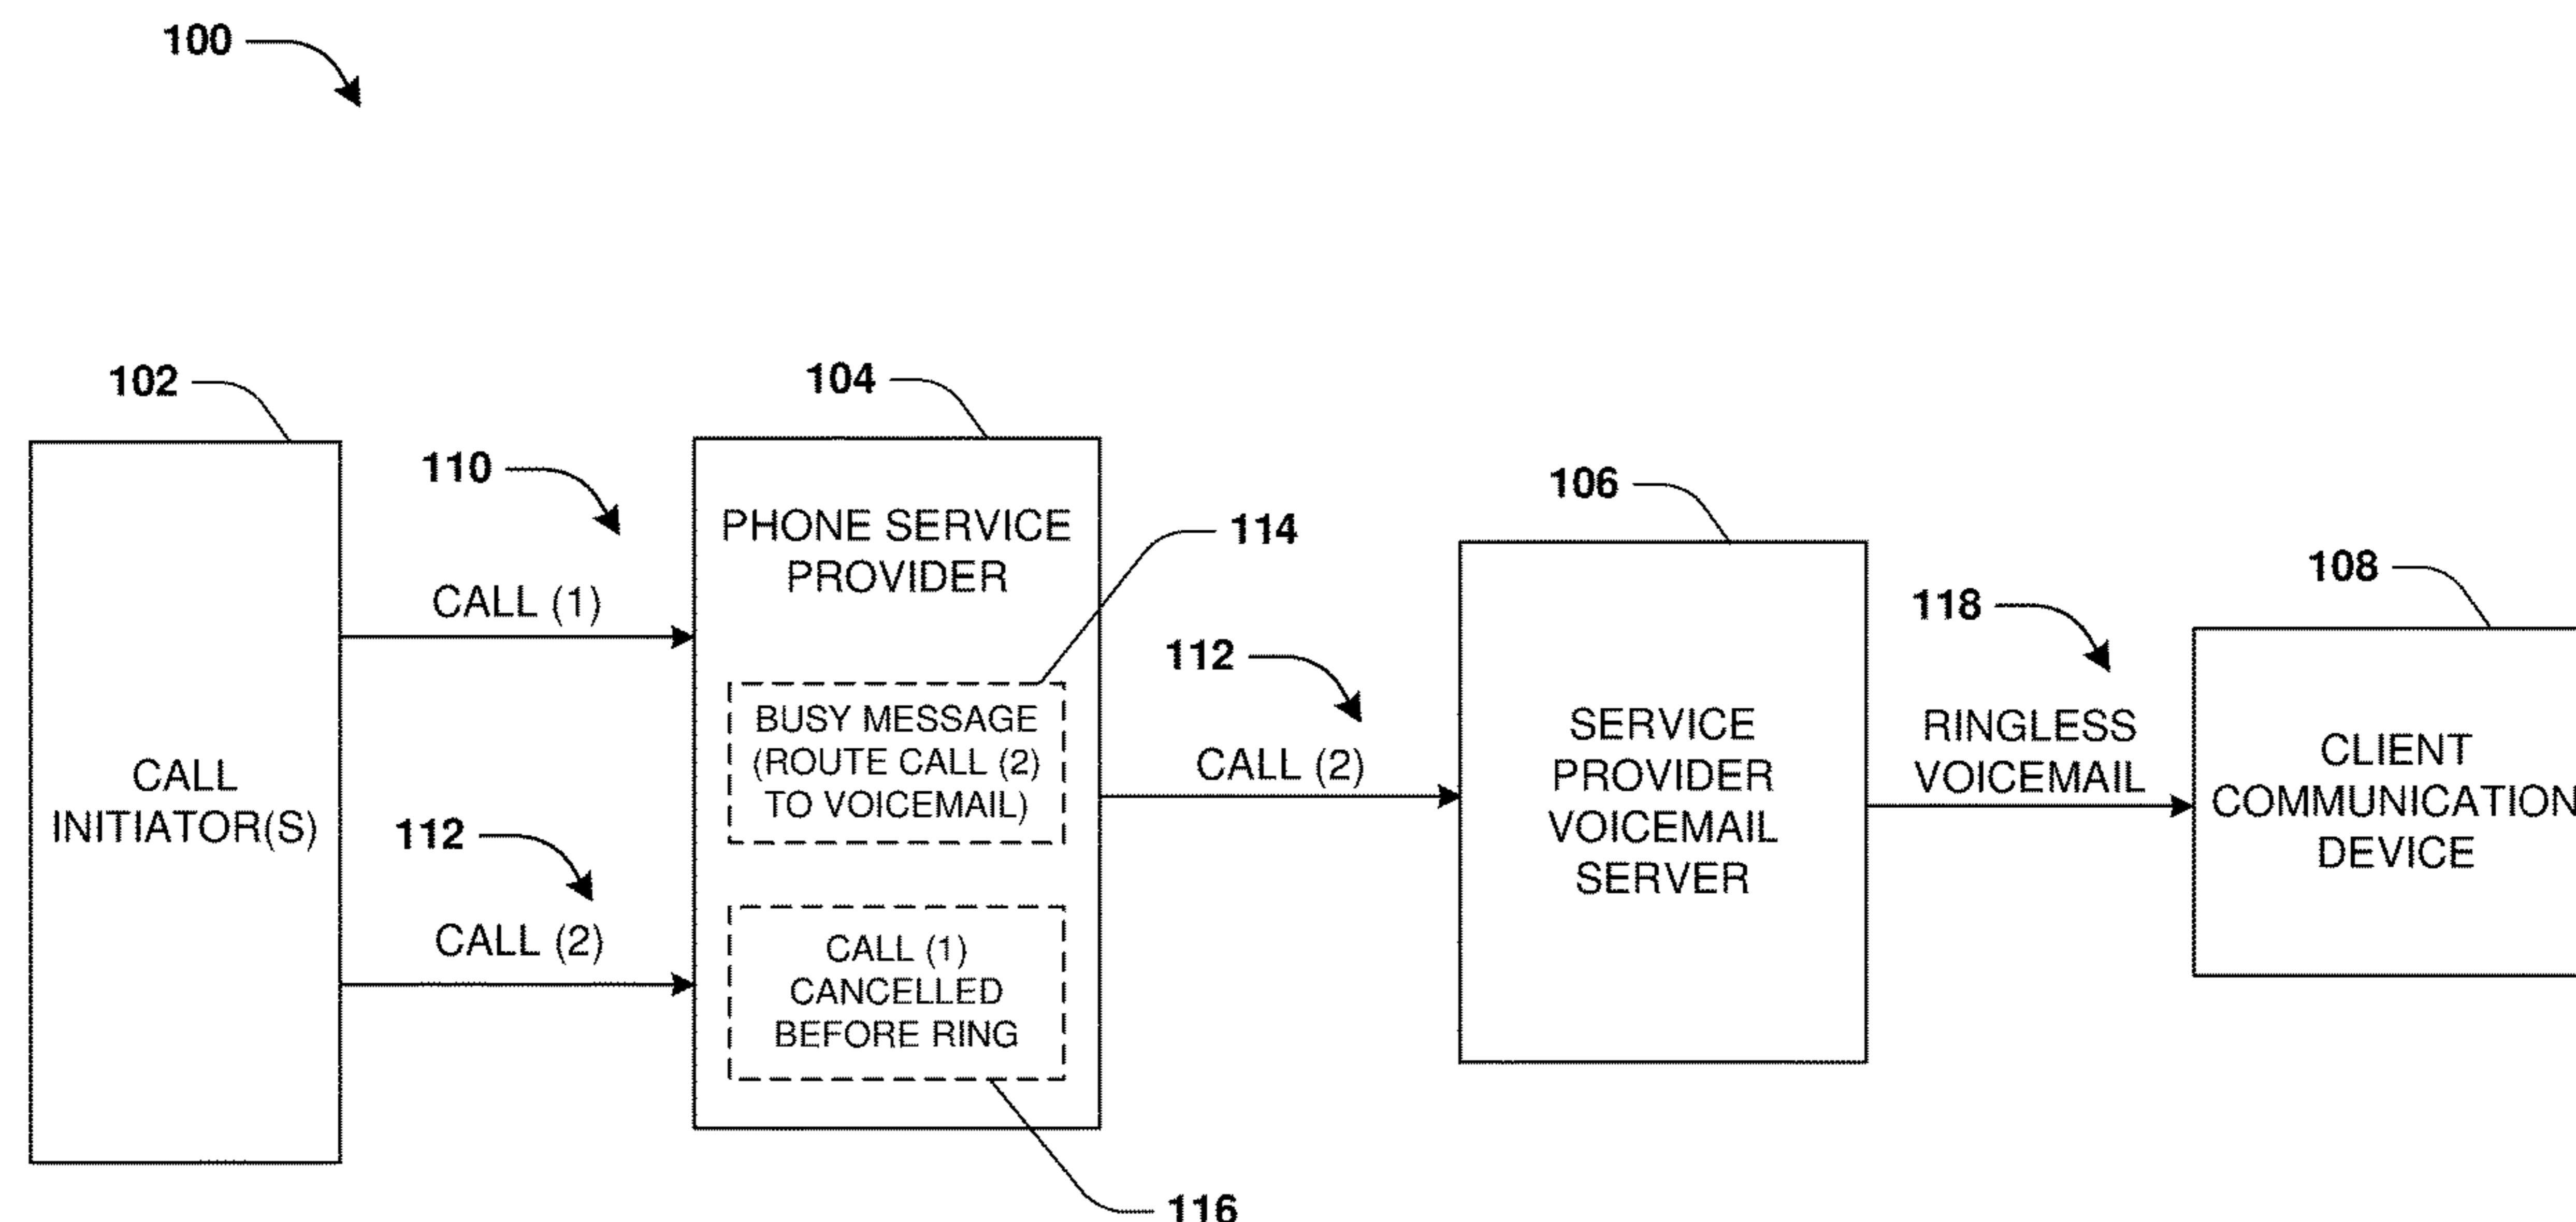 100
102
104
110
106
114
108
118
PHONE SERVICE
PROVIDER
CALL (1)
112
BUSY MESSAGE
(ROUTE CALL (2)
TO VOICEMAIL)
CALL (2)
SERVICE
PROVIDER
VOICEMAIL
SERVER
RINGLESS
VOICEMAIL
CLIENT
COMMUNICATION
DEVICE
CALL
INITIATOR(S)
112
CALL (2)
CALL (1)
CANCELLED
BEFORE RING
116